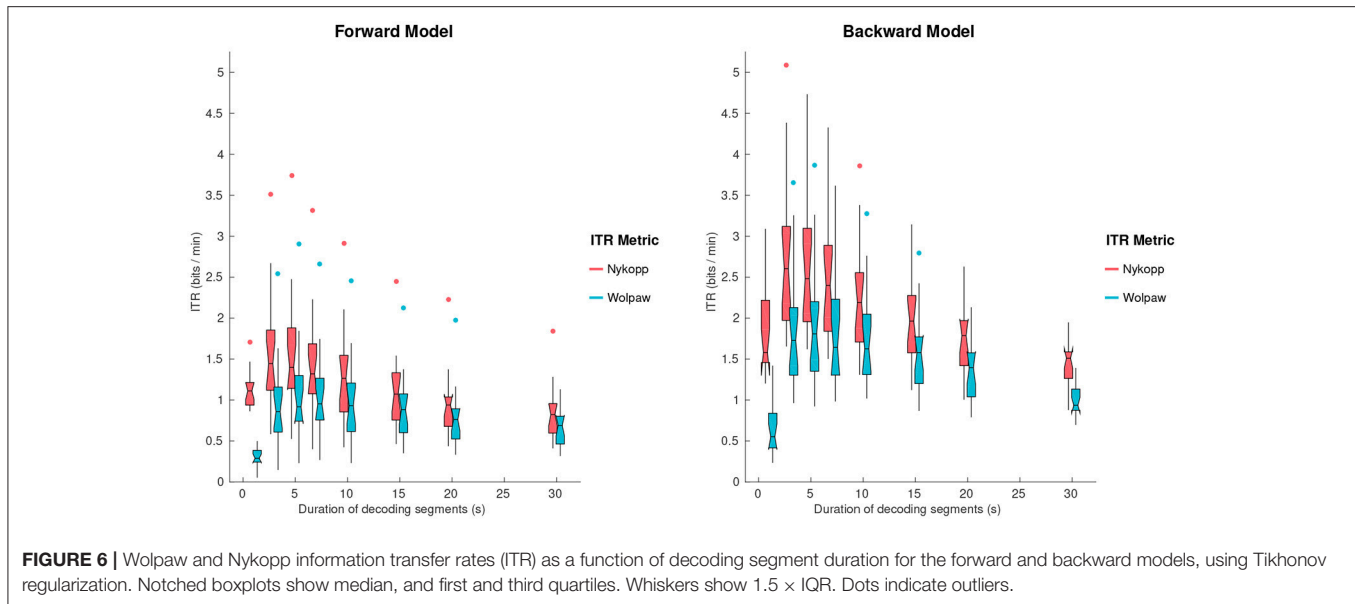 Forward Model
5
4.5
4
3.5
3
2.5
2
1.5
1
0.5
0
ITR (bits / min)
0 5 10 15 20 25 30
Duration of decoding segments (s)
ITR Metric
Nykopp
Wolpaw
Backward Model
5
4.5
4
3.5
3
2.5
2
1.5
1
0.5
0
ITR (bits / min)
0 5 10 15 20 25 30
Duration of decoding segments (s)
ITR Metric
Nykopp
Wolpaw
FIGURE 6 | Wolpaw and Nykopp information transfer rates (ITR) as a function of decoding segment duration for the forward and backward models, using Tikhonov
regularization. Notched boxplots show median, and first and third quartiles. Whiskers show 1.5 × IQR. Dots indicate outliers.